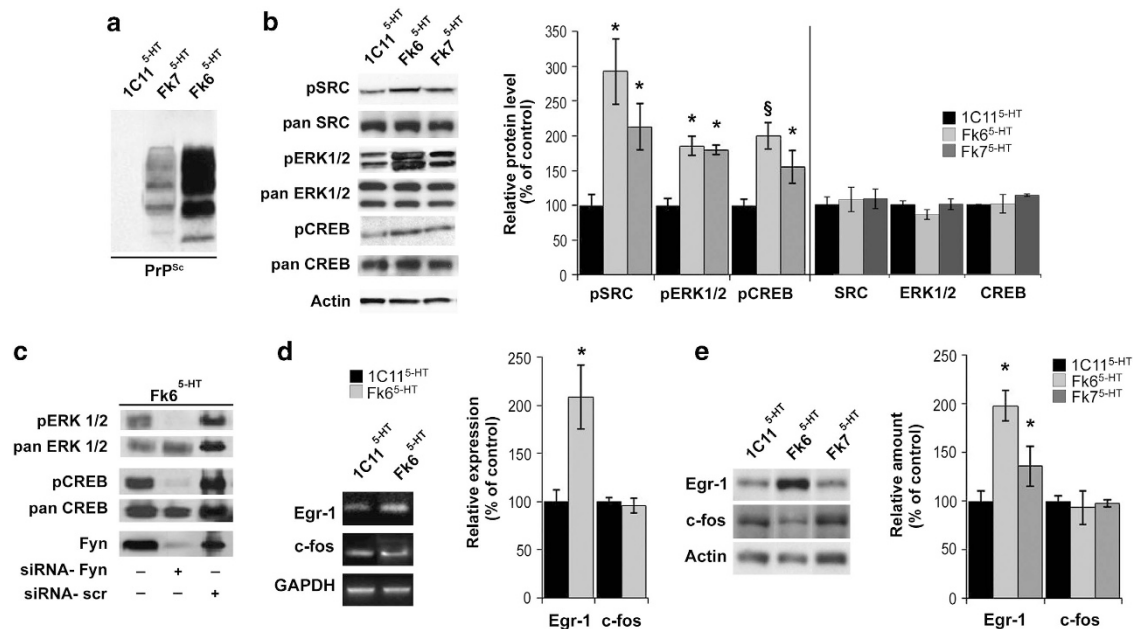 a
1C11 5-HT
Fk7 5-HT
Fk6 5-HT
PrPSc
b
1C11 5-HT
Fk6 5-HT
Fk7 5-HT
pSRC
pan SRC
pERK1/2
pan ERK1/2
pCREB
pan CREB
Actin
Relative protein level
(% of control)
350
300
250
200
150
100
50
0
* * * * § *
1C11 5-HT
Fk6 5-HT
Fk7 5-HT
pSRC pERK1/2 pCREB SRC ERK1/2 CREB
c
Fk6 5-HT
pERK 1/2
pan ERK 1/2
pCREB
pan CREB
Fyn
siRNA- Fyn – + –
siRNA- scr – – +
d
1C11 5-HT
Fk6 5-HT
1C11 5-HT
Fk6 5-HT
Egr-1
c-fos
GAPDH
Relative expression
(% of control)
250
200
150
100
50
0
*
Egr-1 c-fos
e
1C11 5-HT
Fk6 5-HT
Fk7 5-HT
Egr-1
c-fos
Actin
Relative amount
(% of control)
250
200
150
100
50
0
* *
1C11 5-HT
Fk6 5-HT
Fk7 5-HT
Egr-1 c-fos